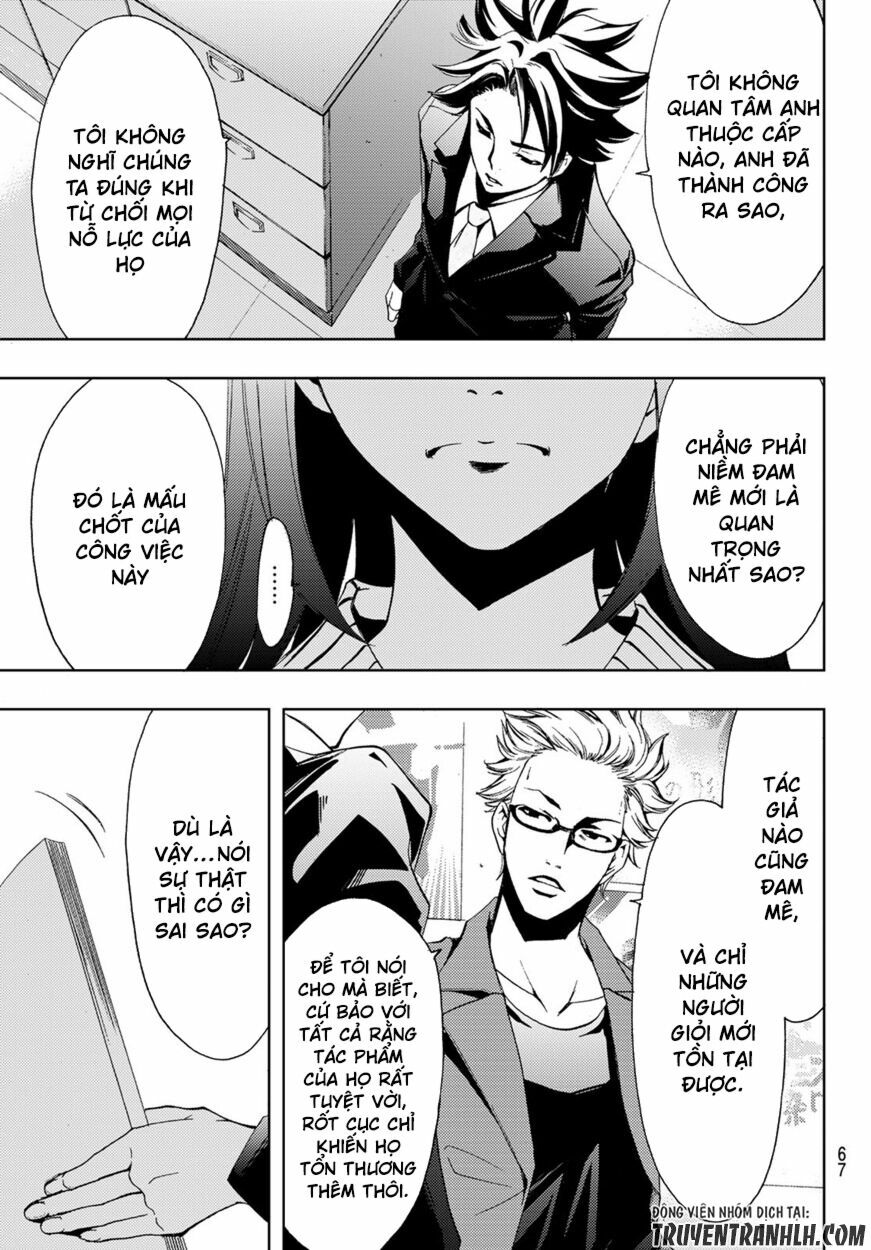 TÔI KHÔNG
QUAN TÂM ANH
THUỘC CẤP
NÀO, ANH ĐÃ
THÀNH CÔNG
RA SAO,
TÔI KHÔNG
NGHĨ CHÚNG
TA ĐÚNG KHI
TỪ CHỐI MỌI
NỖ LỰC CỦA
HỌ
CHẲNG PHẢI
NIỀM ĐAM
MÊ MỚI LÀ
QUAN
TRỌNG
NHẤT SAO?
......
ĐÓ LÀ MẤU
CHỐT CỦA
CÔNG VIỆC
NÀY
TÁC
GIẢ
NÀO
CŨNG
ĐAM
MÊ,
VÀ CHỈ
NHỮNG
NGƯỜI
GIỎI MỚI
TỒN TẠI
ĐƯỢC.
ĐỂ TÔI NÓI
CHO MÀ BIẾT,
CỨ BẢO VỚI
TẤT CẢ RẰNG
TÁC PHẨM
CỦA HỌ RẤT
TUYỆT VỜI,
RỐT CỤC CHỈ
KHIẾN HỌ
TỔN THƯƠNG
THÊM THÔI.
DÙ LÀ
VẬY...NÓI
SỰ THẬT
THÌ CÓ GÌ
SAI SAO?
67
ĐỘNG VIÊN NHÓM DỊCH TẠI:
TRUYENTRANHLH.COM